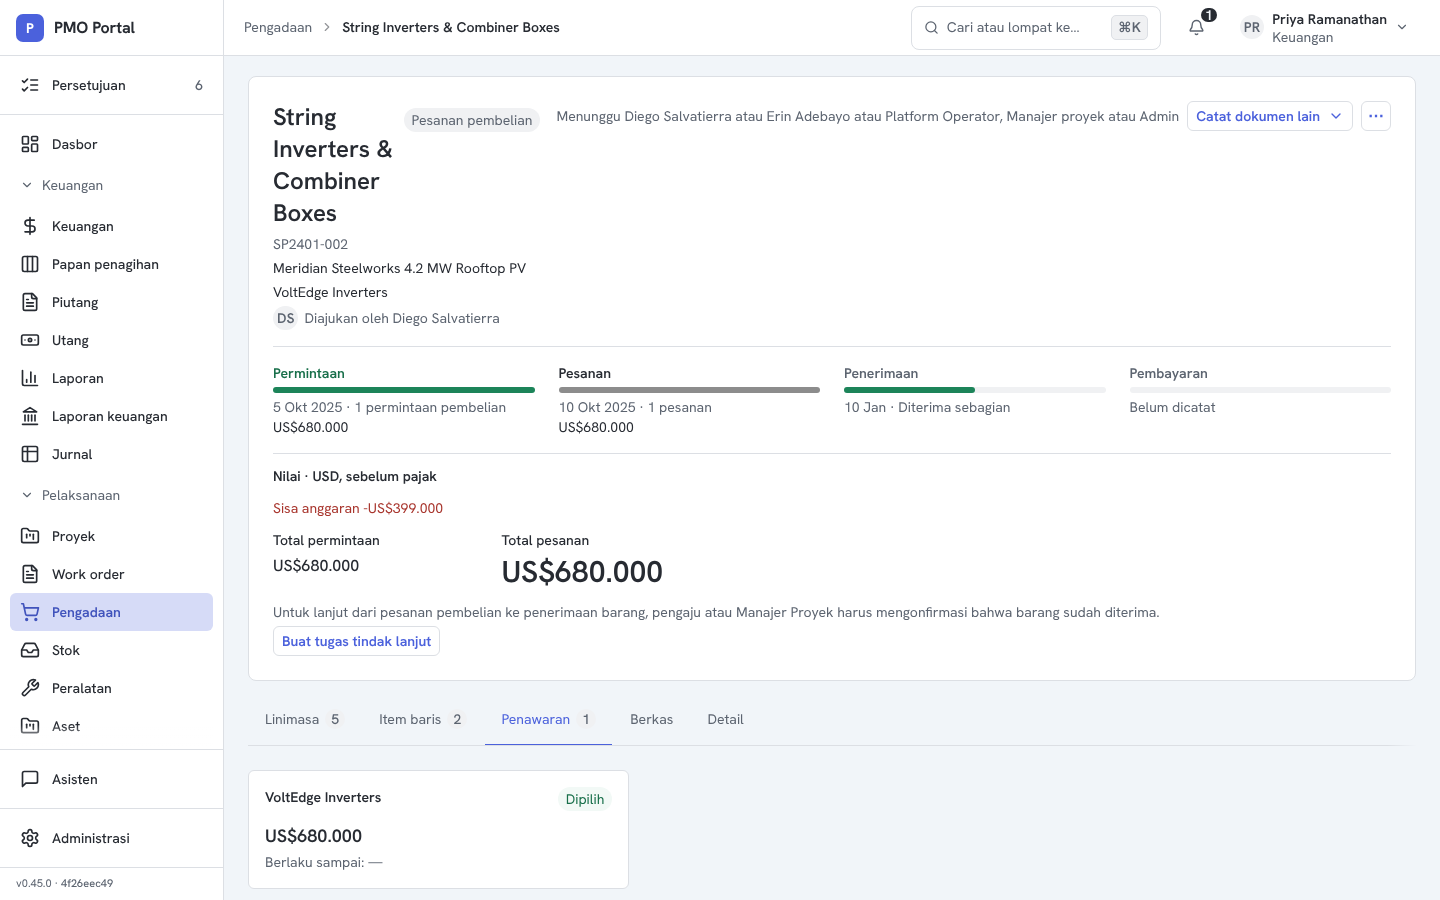 P PMO Portal
Pengadaan > String Inverters & Combiner Boxes
Cari atau lompat ke... ⌘K
1
PR Priya Ramanathan
Keuangan
Persetujuan 6
Dasbor
Keuangan
Keuangan
Papan penagihan
Piutang
Utang
Laporan
Laporan keuangan
Jurnal
Pelaksanaan
Proyek
Work order
Pengadaan
Stok
Peralatan
Aset
Asisten
Administrasi
v0.45.0 · 4f26eec49
String
Inverters &
Combiner
Boxes
Pesanan pembelian
Menunggu Diego Salvatierra atau Erin Adebayo atau Platform Operator, Manajer proyek atau Admin
Catat dokumen lain
SP2401-002
Meridian Steelworks 4.2 MW Rooftop PV
VoltEdge Inverters
DS Diajukan oleh Diego Salvatierra
Permintaan
5 Okt 2025 · 1 permintaan pembelian
US$680.000
Pesanan
10 Okt 2025 · 1 pesanan
US$680.000
Penerimaan
10 Jan · Diterima sebagian
Pembayaran
Belum dicatat
Nilai · USD, sebelum pajak
Sisa anggaran -US$399.000
Total permintaan
US$680.000
Total pesanan
US$680.000
Untuk lanjut dari pesanan pembelian ke penerimaan barang, pengaju atau Manajer Proyek harus mengonfirmasi bahwa barang sudah diterima.
Buat tugas tindak lanjut
Linimasa 5
Item baris 2
Penawaran 1
Berkas
Detail
VoltEdge Inverters
Dipilih
US$680.000
Berlaku sampai: —